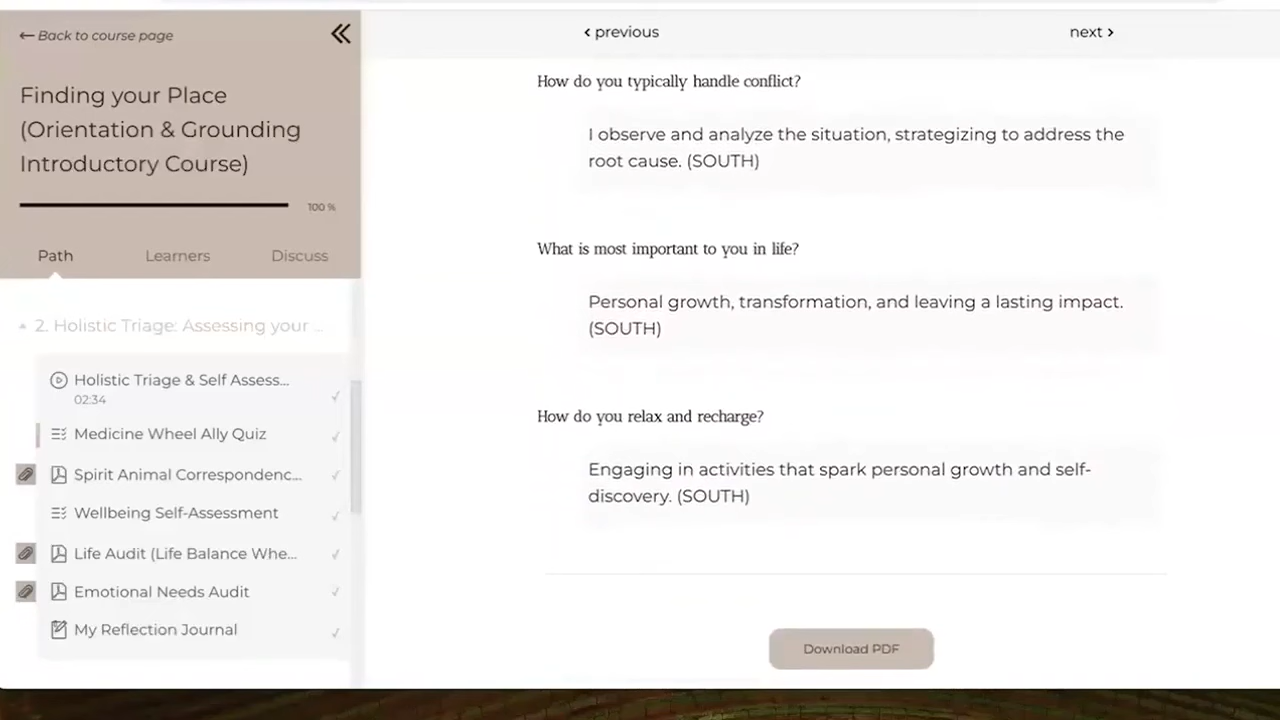 ← Back to course page
Finding your Place
(Orientation & Grounding
Introductory Course)
100 %
Path
Learners
Discuss
2. Holistic Triage: Assessing your ...
Holistic Triage & Self Assess...
02:34
Medicine Wheel Ally Quiz
Spirit Animal Correspondenc...
Wellbeing Self-Assessment
Life Audit (Life Balance Whe...
Emotional Needs Audit
My Reflection Journal
‹ previous
next ›
How do you typically handle conflict?
I observe and analyze the situation, strategizing to address the
root cause. (SOUTH)
What is most important to you in life?
Personal growth, transformation, and leaving a lasting impact.
(SOUTH)
How do you relax and recharge?
Engaging in activities that spark personal growth and self-
discovery. (SOUTH)
Download PDF